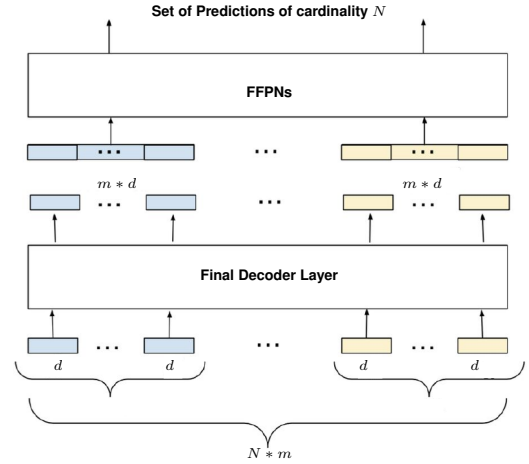 Set of Predictions of cardinality N
FFPNs
...
...
...
m * d
m * d
...
...
...
Final Decoder Layer
...
...
...
d
d
d
d
N * m